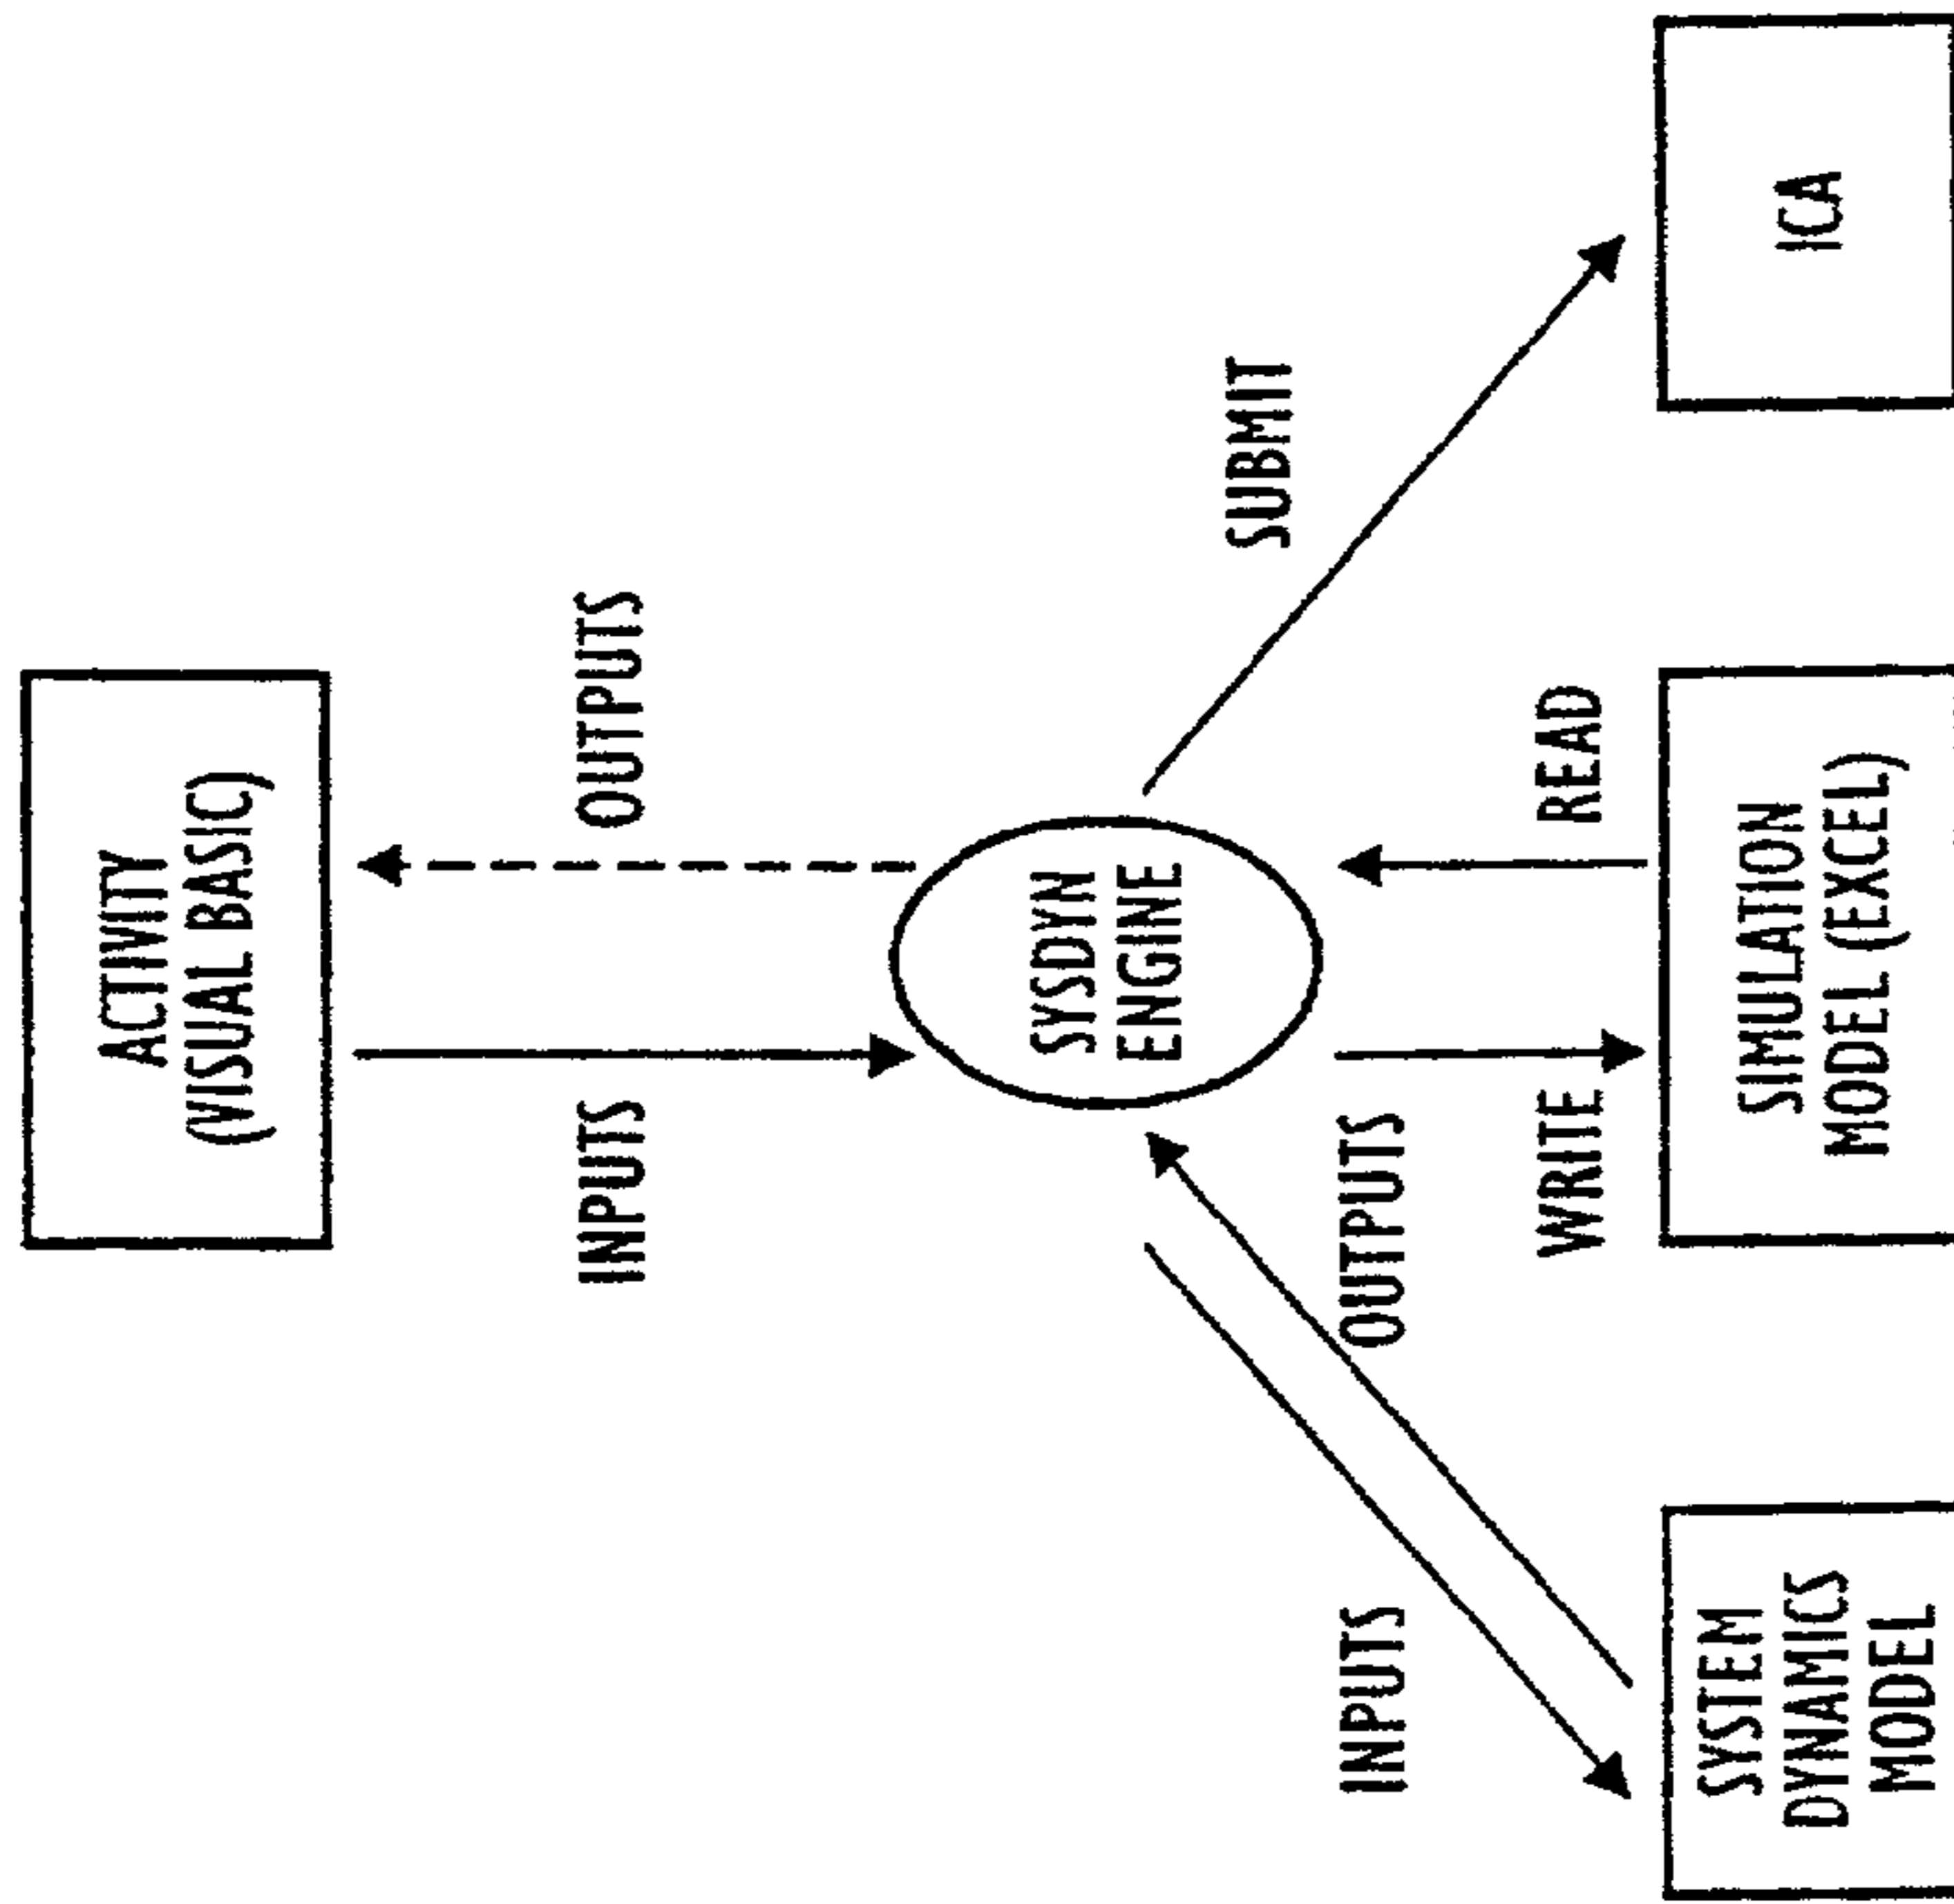 ACTIVITY
(VISUAL BASIC)
INPUTS
OUTPUTS
SYSDYN
ENGINE
INPUTS
OUTPUTS
WRITE
READ
SUBMIT
SYSTEM
DYNAMICS
MODEL
SIMULATION
MODEL (EXCEL)
ICA